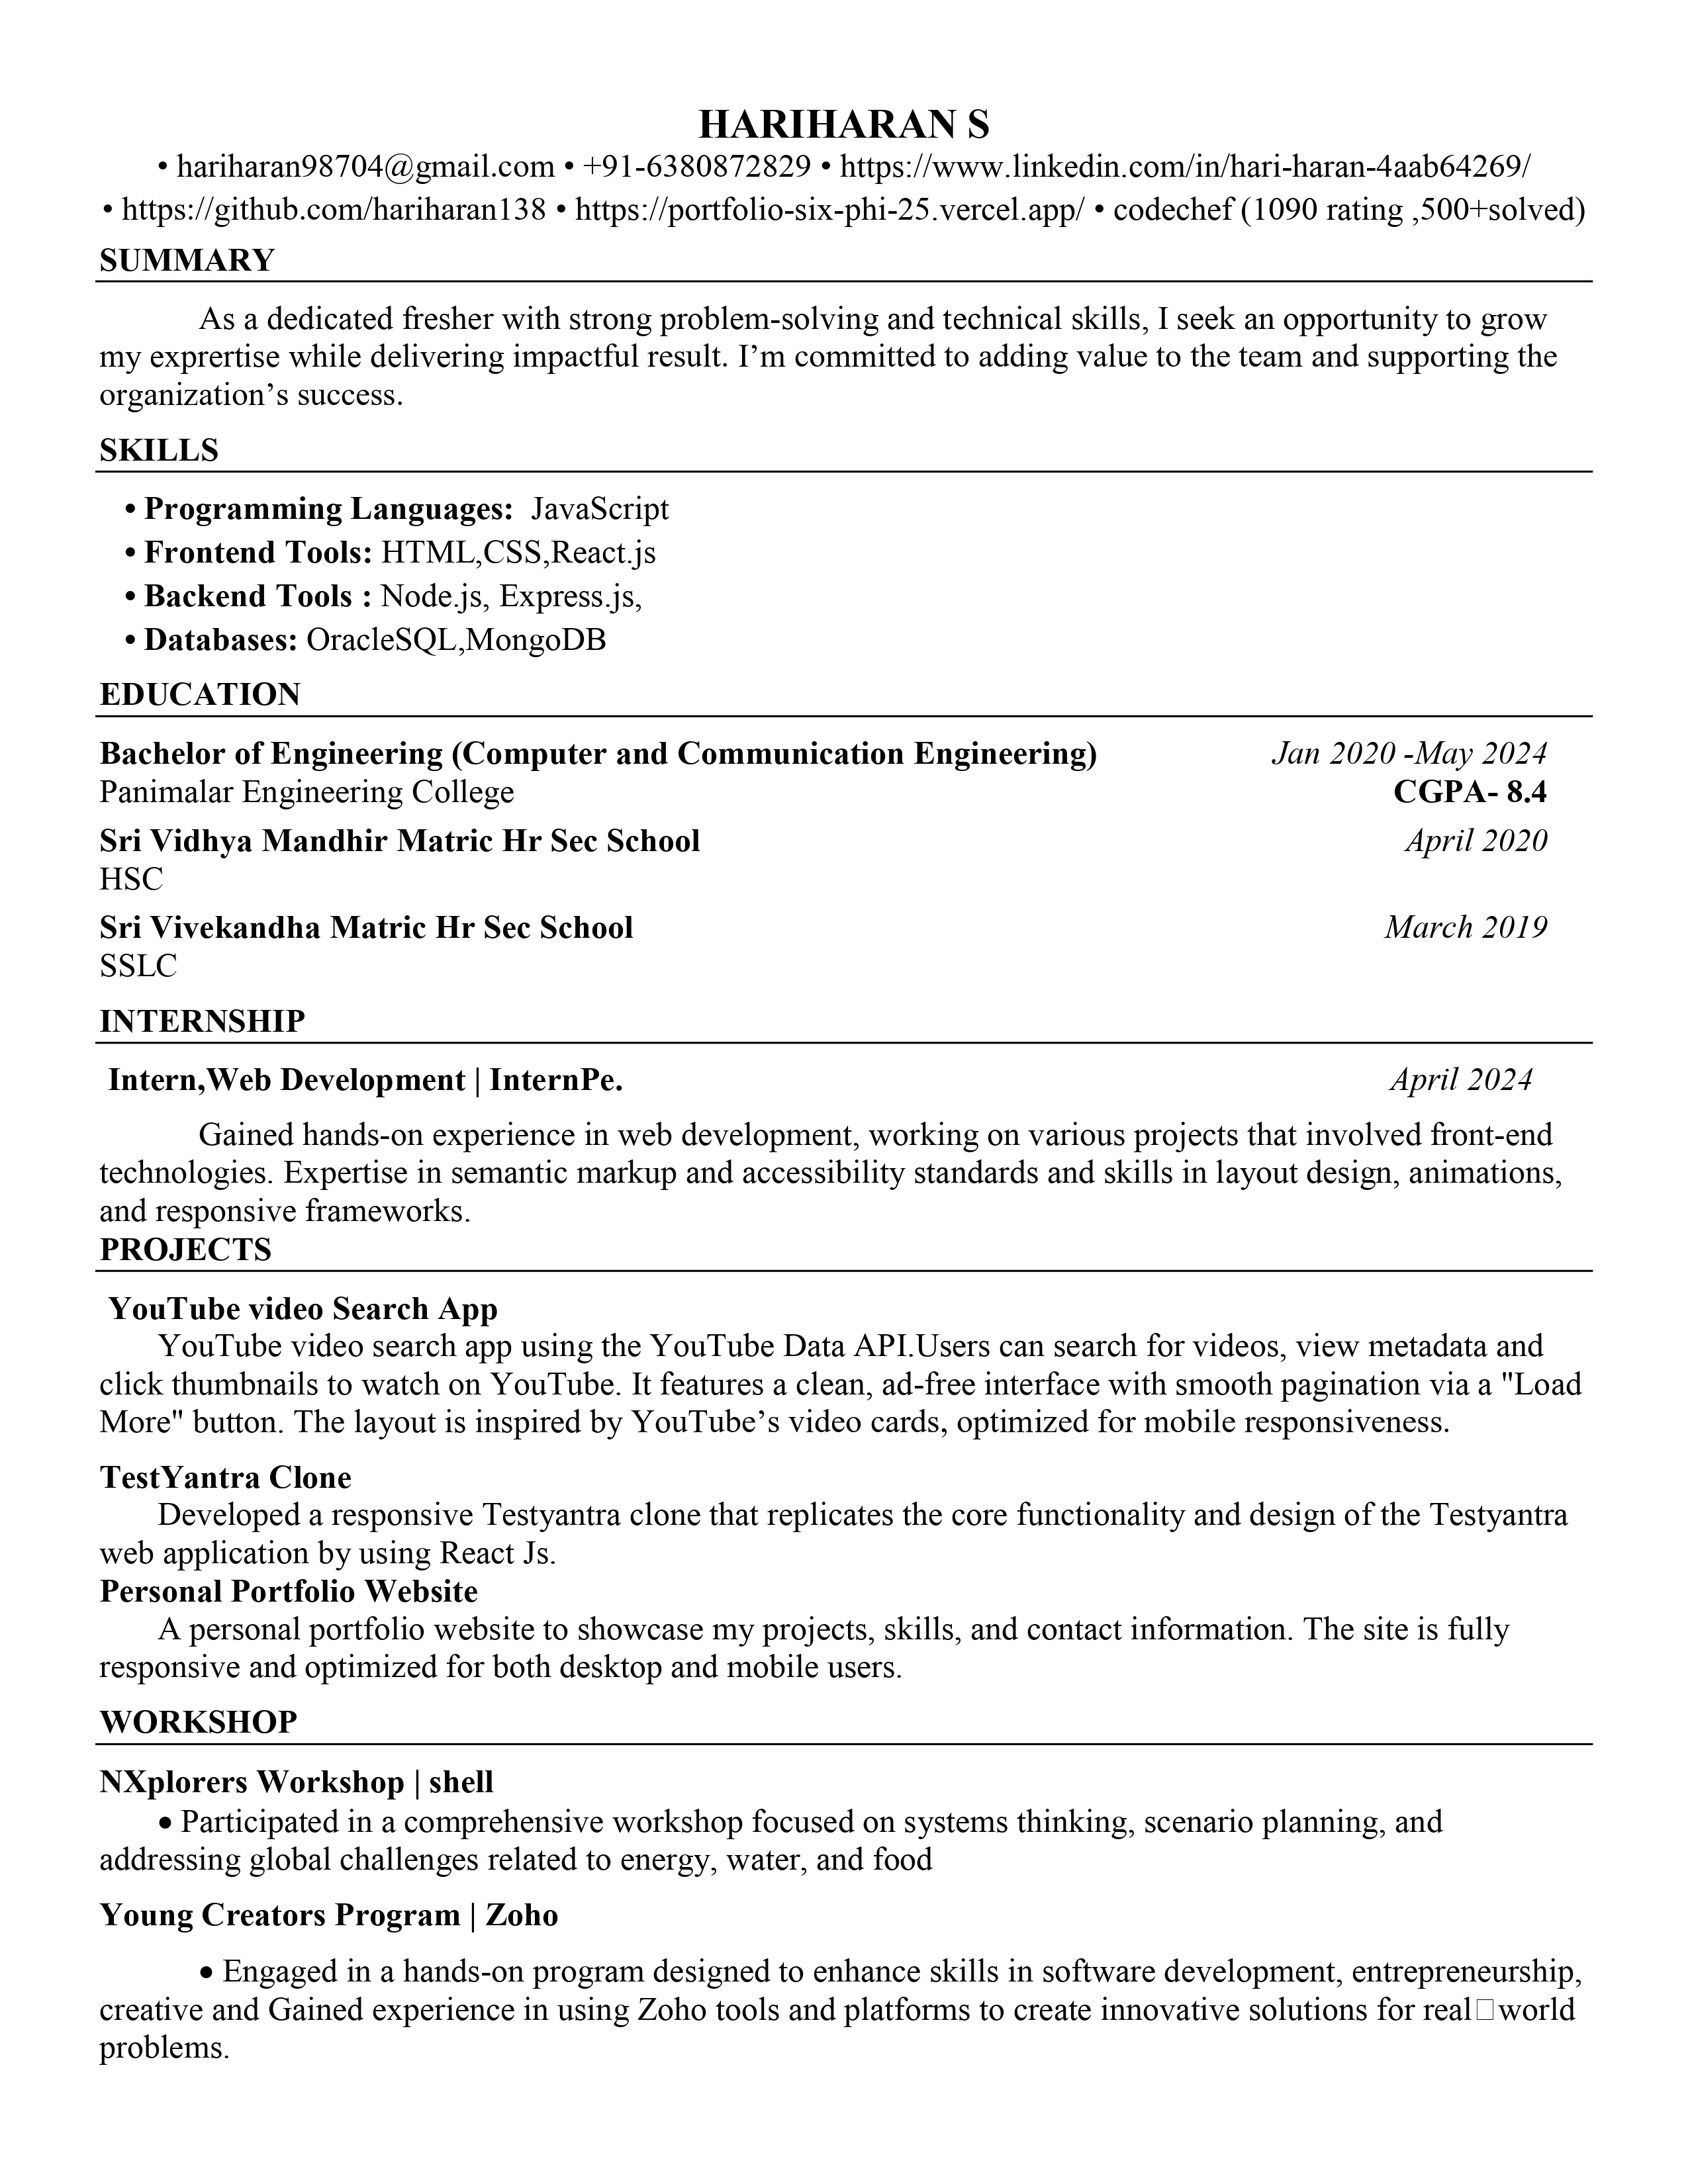 HARIHARAN S
• hariharan98704@gmail.com • +91-6380872829 • https://www.linkedin.com/in/hari-haran-4aab64269/
• https://github.com/hariharan138 • https://portfolio-six-phi-25.vercel.app/ • codechef (1090 rating ,500+solved)
SUMMARY
As a dedicated fresher with strong problem-solving and technical skills, I seek an opportunity to grow
my exprertise while delivering impactful result. I’m committed to adding value to the team and supporting the
organization’s success.
SKILLS
• Programming Languages: JavaScript
• Frontend Tools: HTML,CSS,React.js
• Backend Tools : Node.js, Express.js,
• Databases: OracleSQL,MongoDB
EDUCATION
Bachelor of Engineering (Computer and Communication Engineering) Jan 2020 -May 2024
Panimalar Engineering College CGPA- 8.4
Sri Vidhya Mandhir Matric Hr Sec School April 2020
HSC
Sri Vivekandha Matric Hr Sec School March 2019
SSLC
INTERNSHIP
Intern,Web Development | InternPe. April 2024
Gained hands-on experience in web development, working on various projects that involved front-end
technologies. Expertise in semantic markup and accessibility standards and skills in layout design, animations,
and responsive frameworks.
PROJECTS
YouTube video Search App
YouTube video search app using the YouTube Data API.Users can search for videos, view metadata and
click thumbnails to watch on YouTube. It features a clean, ad-free interface with smooth pagination via a "Load
More" button. The layout is inspired by YouTube’s video cards, optimized for mobile responsiveness.
TestYantra Clone
Developed a responsive Testyantra clone that replicates the core functionality and design of the Testyantra
web application by using React Js.
Personal Portfolio Website
A personal portfolio website to showcase my projects, skills, and contact information. The site is fully
responsive and optimized for both desktop and mobile users.
WORKSHOP
NXplorers Workshop | shell
• Participated in a comprehensive workshop focused on systems thinking, scenario planning, and
addressing global challenges related to energy, water, and food
Young Creators Program | Zoho
• Engaged in a hands-on program designed to enhance skills in software development, entrepreneurship,
creative and Gained experience in using Zoho tools and platforms to create innovative solutions for real□world
problems.